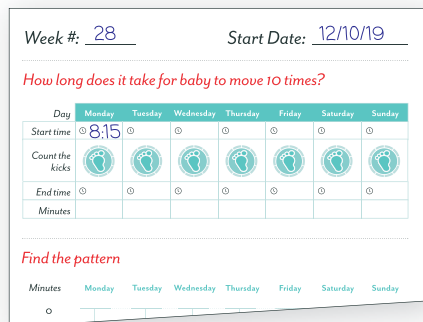 Week #: 28 Start Date: 12/10/19
How long does it take for baby to move 10 times?
Day Monday Tuesday Wednesday Thursday Friday Saturday Sunday
Start time 8:15
Count the
kicks
End time
Minutes
Find the pattern
Minutes Monday Tuesday Wednesday Thursday Friday Saturday Sunday
0